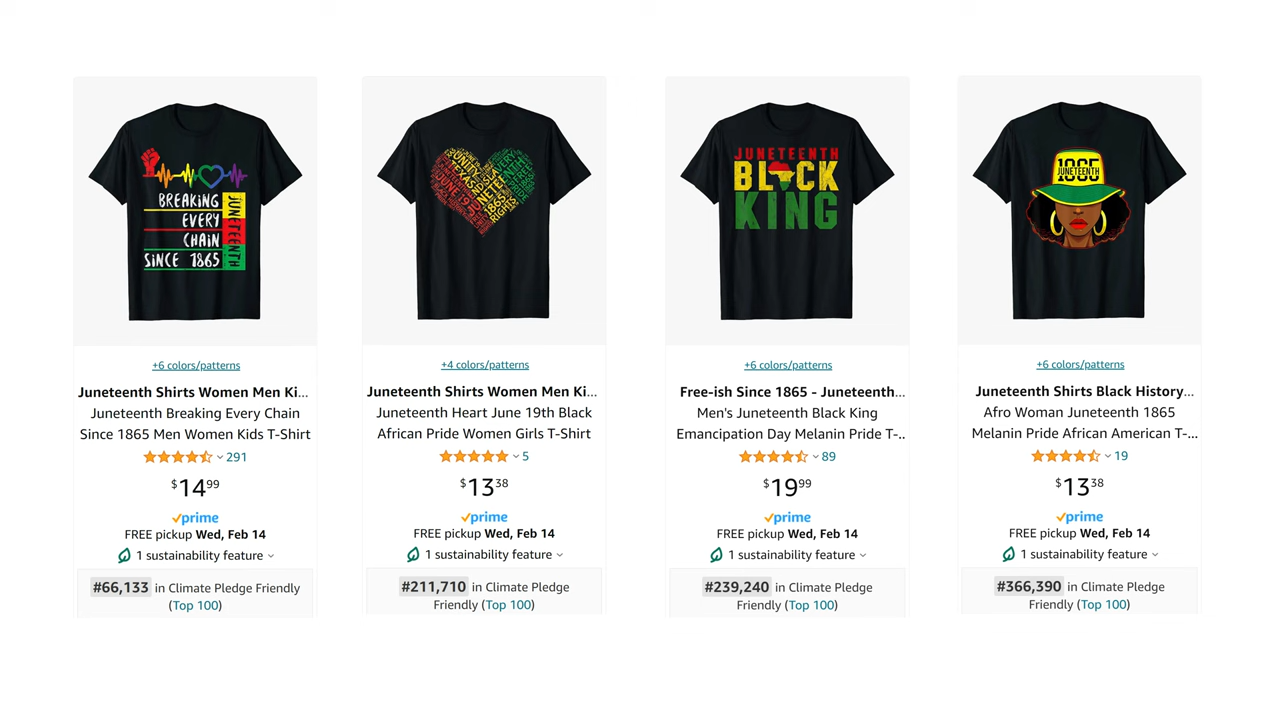 BREAKING
EVERY
CHAIN
SINCE 1865
JUNETEENTH
+6 colors/patterns
Juneteenth Shirts Women Men Ki...
Juneteenth Breaking Every Chain
Since 1865 Men Women Kids T-Shirt
291
$14.99
prime
FREE pickup Wed, Feb 14
1 sustainability feature
#66,133 in Climate Pledge Friendly
(Top 100)
JUNE 19
1865
RIGHTS
PRIDE
+4 colors/patterns
Juneteenth Shirts Women Men Ki...
Juneteenth Heart June 19th Black
African Pride Women Girls T-Shirt
5
$13.38
prime
FREE pickup Wed, Feb 14
1 sustainability feature
#211,710 in Climate Pledge
Friendly (Top 100)
JUNETEENTH
BLACK
KING
+6 colors/patterns
Free-ish Since 1865 - Juneteenth...
Men's Juneteenth Black King
Emancipation Day Melanin Pride T-..
89
$19.99
prime
FREE pickup Wed, Feb 14
1 sustainability feature
#239,240 in Climate Pledge
Friendly (Top 100)
1865
JUNETEENTH
+6 colors/patterns
Juneteenth Shirts Black History...
Afro Woman Juneteenth 1865
Melanin Pride African American T-...
19
$13.38
prime
FREE pickup Wed, Feb 14
1 sustainability feature
#366,390 in Climate Pledge
Friendly (Top 100)